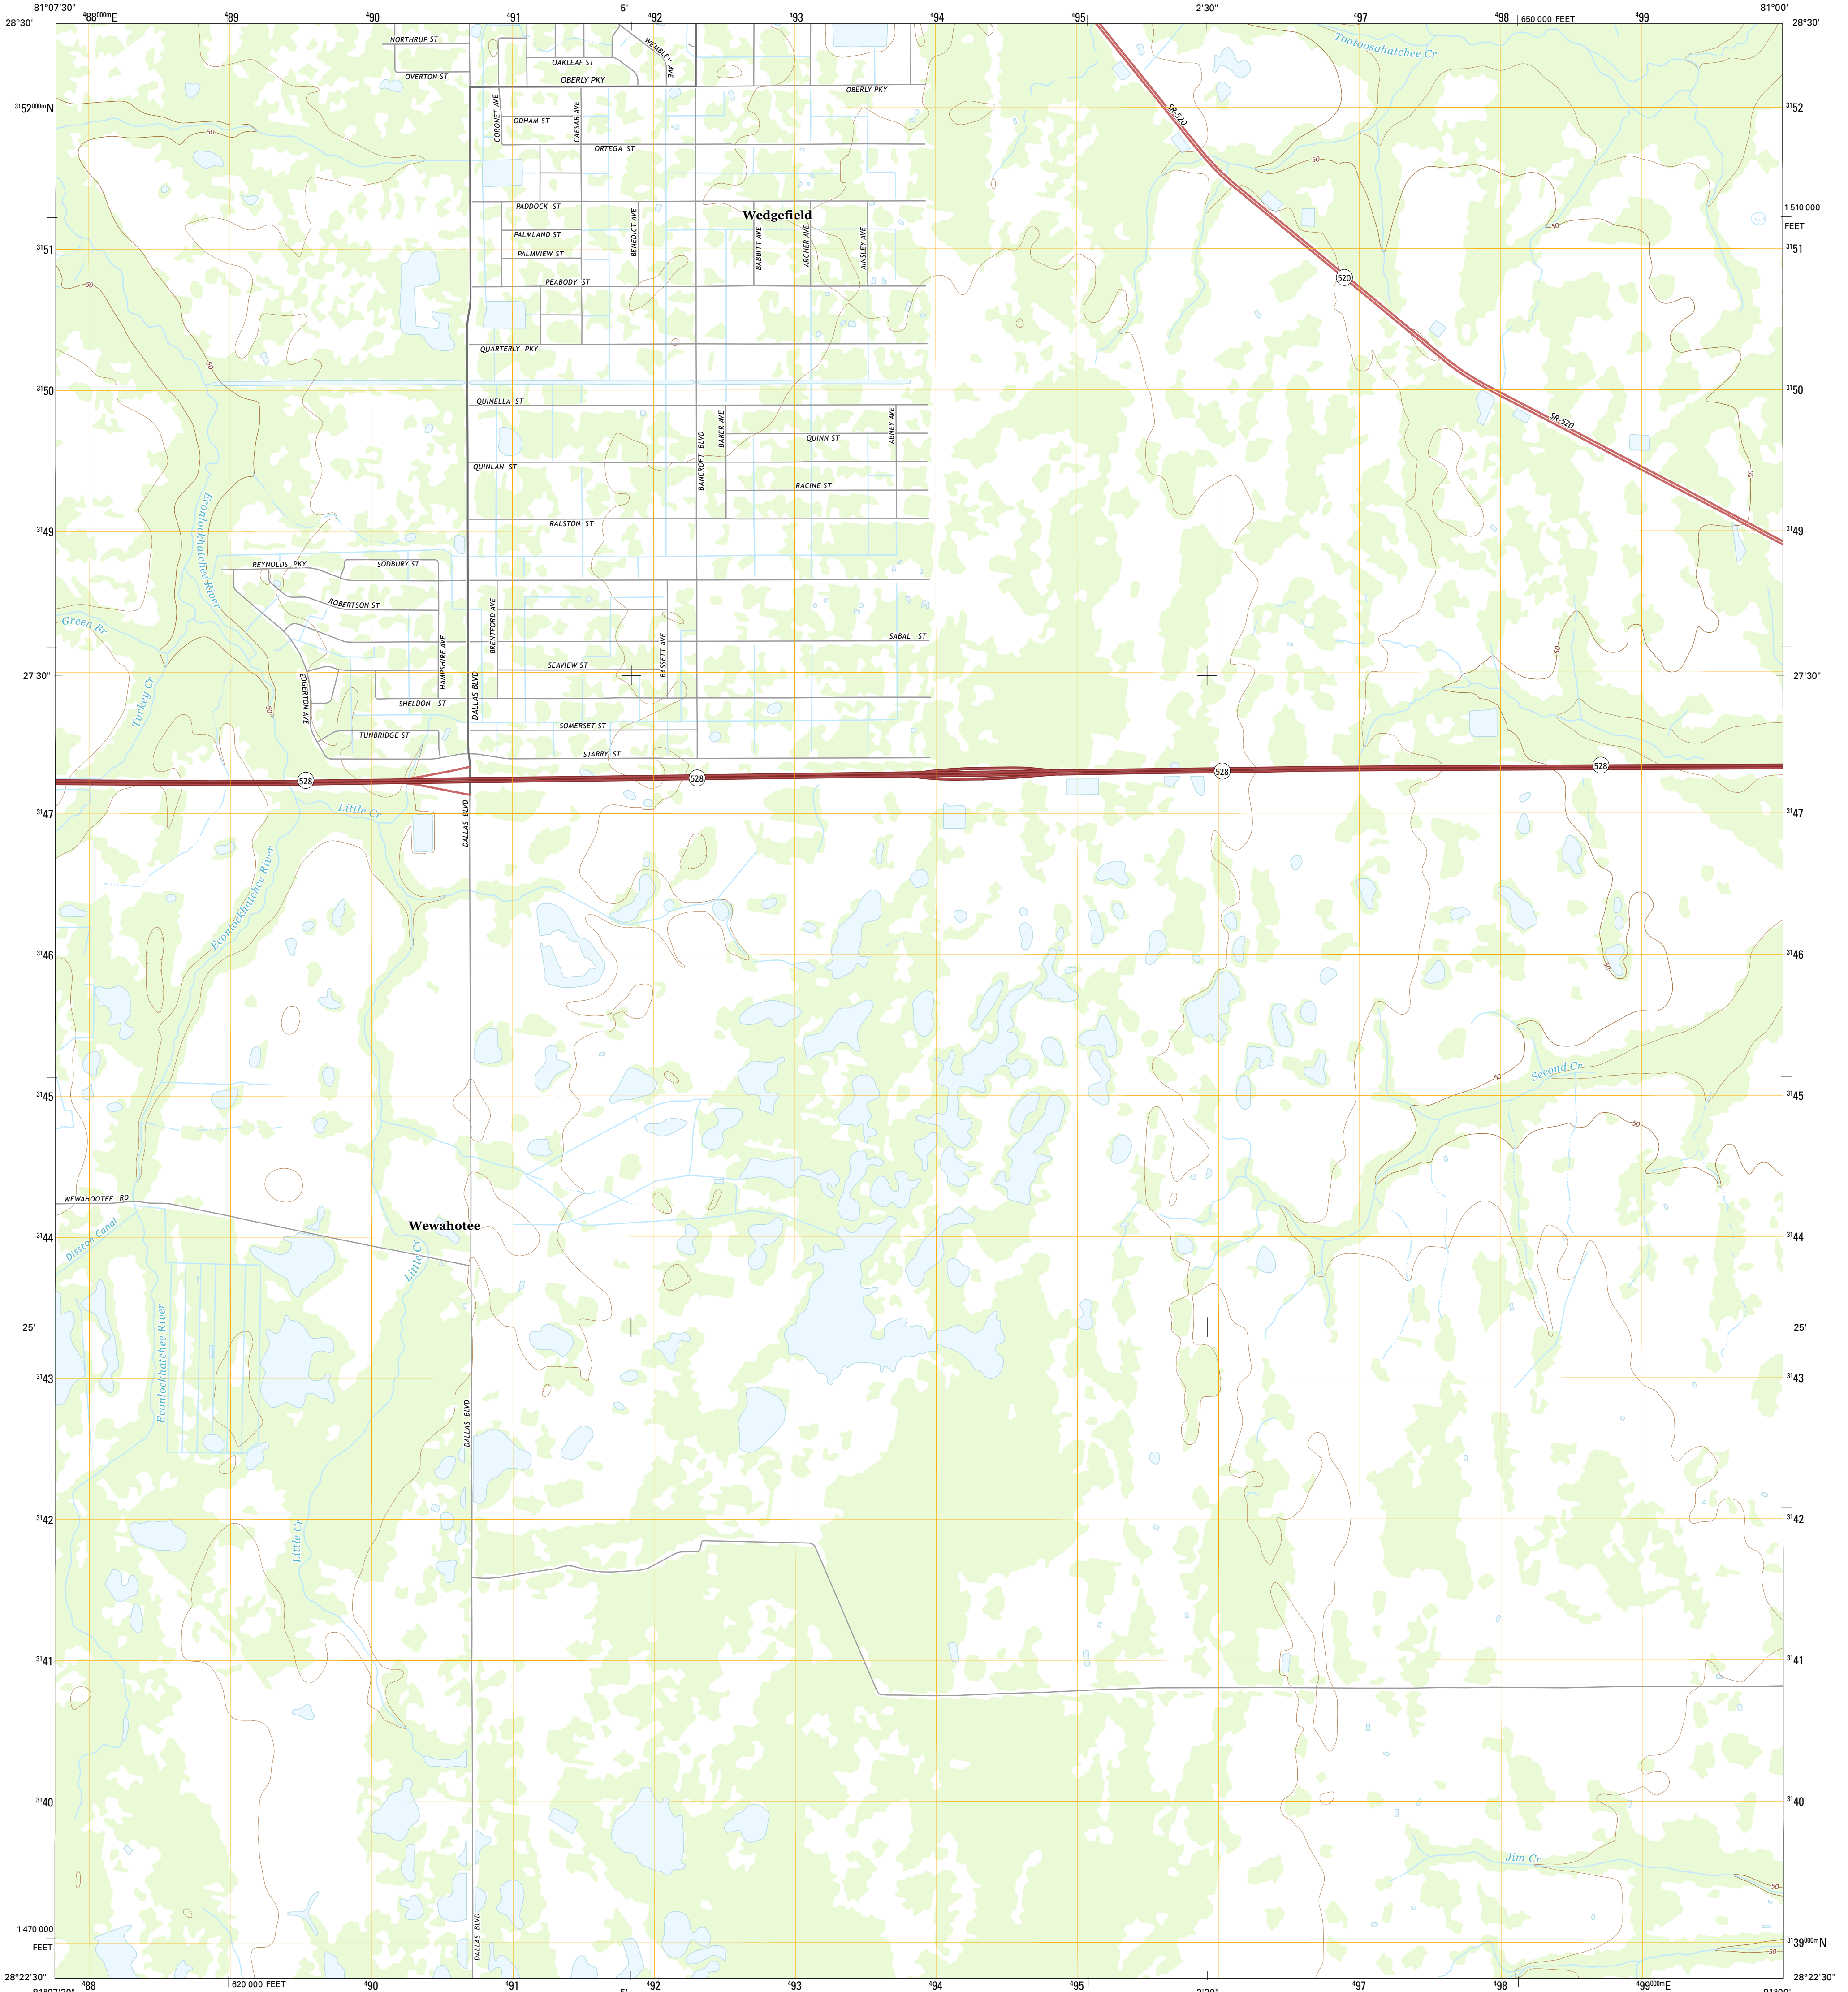 81°07'30"
488000mE
489
490
491
5'
492
493
494
495
2'30"
497
498
650 000 FEET
499
81°00'
28°30'
28°30'
NORTHRUP ST
OVERTON ST
OAKLEAF ST
WEMBLEY AVE
OBERLY PKY
OBERLY PKY
Tootoosahatchee Cr
3152000mN
3152
CORONET AVE
ODHAM ST
CAESAR AVE
SR 520
50
ORTEGA ST
50
PADDOCK ST
Wedgefield
1 510 000
FEET
BENEDICT AVE
50
PALMLAND ST
BABBITT AVE
ARCHER AVE
AINSLEY AVE
3151
3151
PALMVIEW ST
PEABODY ST
520
50
QUARTERLY PKY
50
3150
3150
QUINELLA ST
BAKER AVE
ABNEY AVE
SR 520
QUINN ST
BANCROFT BLVD
QUINLAN ST
50
RACINE ST
RALSTON ST
3149
3149
Econlockhatchee River
REYNOLDS PKY
SODBURY ST
ROBERTSON ST
BRENTFORD AVE
Green Br
SABAL ST
HAMPSHIRE AVE
BASSETT AVE
50
SEAVIEW ST
27'30"
27'30"
EDGERTON AVE
DALLAS BLVD
Turkey Cr
50
SHELDON ST
SOMERSET ST
TUNBRIDGE ST
STARRY ST
528
528
528
528
Little Cr
DALLAS BLVD
3147
3147
Econlockhatchee River
3146
3146
50
Second Cr
50
3145
3145
50
WEWAHOOTEE RD
Wewahotee
Disston Canal
3144
3144
Little Cr
25'
25'
Econlockhatchee River
3143
3143
DALLAS BLVD
3142
3142
Little Cr
3141
3141
3140
3140
Jim Cr
50
1 470 000
FEET
DALLAS BLVD
3139000mN
50
28°22'30"
28°22'30"
488
620 000 FEET
490
491
492
493
494
495
497
498
499000mE
81°07'30"
5'
2'30"
81°00'